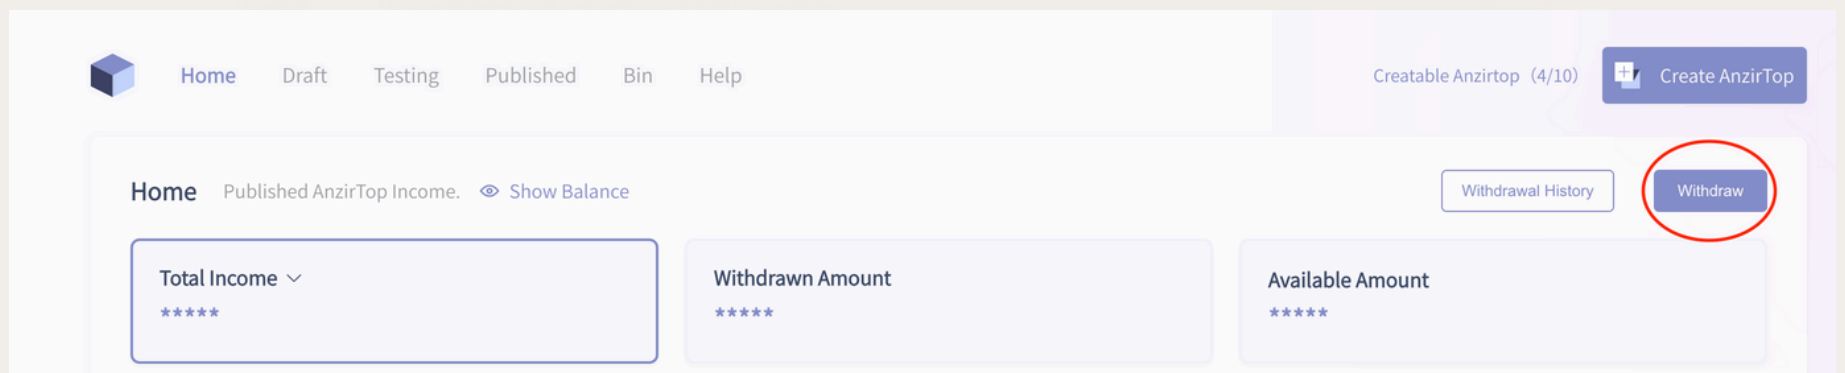 Home Draft Testing Published Bin Help Creatable Anzirtop（4/10） Create AnzirTop
Home Published AnzirTop Income. Show Balance Withdrawal History Withdraw
Total Income Withdrawn Amount Available Amount
***** ***** *****